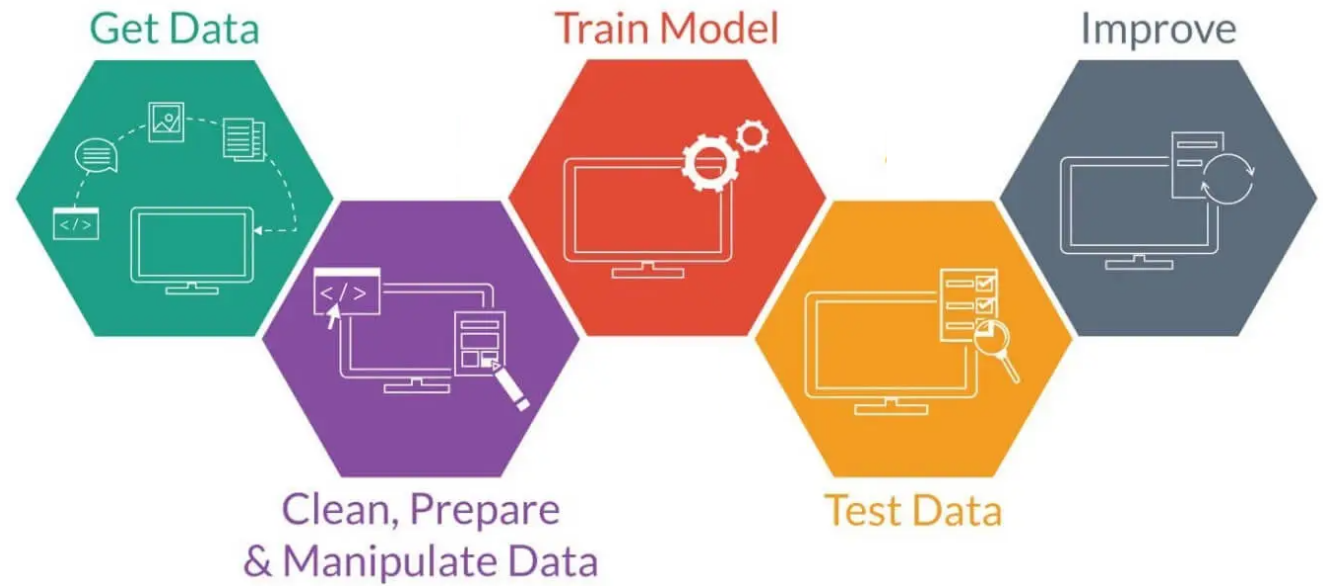 Get Data
Train Model
Improve
</>
</>
Clean, Prepare
& Manipulate Data
Test Data